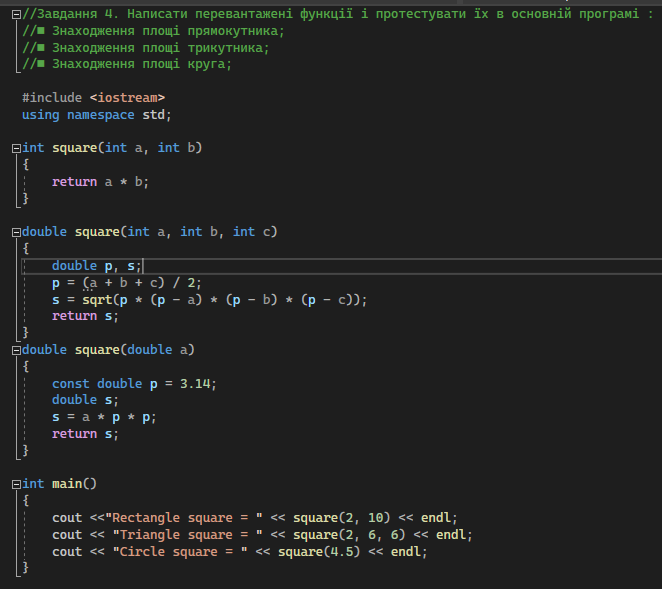 //Завдання 4. Написати перевантажені функції і протестувати їх в основній програмі :
//■ Знаходження площі прямокутника;
//■ Знаходження площі трикутника;
//■ Знаходження площі круга;
#include <iostream>
using namespace std;
int square(int a, int b)
{
return a * b;
}
double square(int a, int b, int c)
{
double p, s;
p = (a + b + c) / 2;
s = sqrt(p * (p - a) * (p - b) * (p - c));
return s;
}
double square(double a)
{
const double p = 3.14;
double s;
s = a * p * p;
return s;
}
int main()
{
cout <<"Rectangle square = " << square(2, 10) << endl;
cout << "Triangle square = " << square(2, 6, 6) << endl;
cout << "Circle square = " << square(4.5) << endl;
}